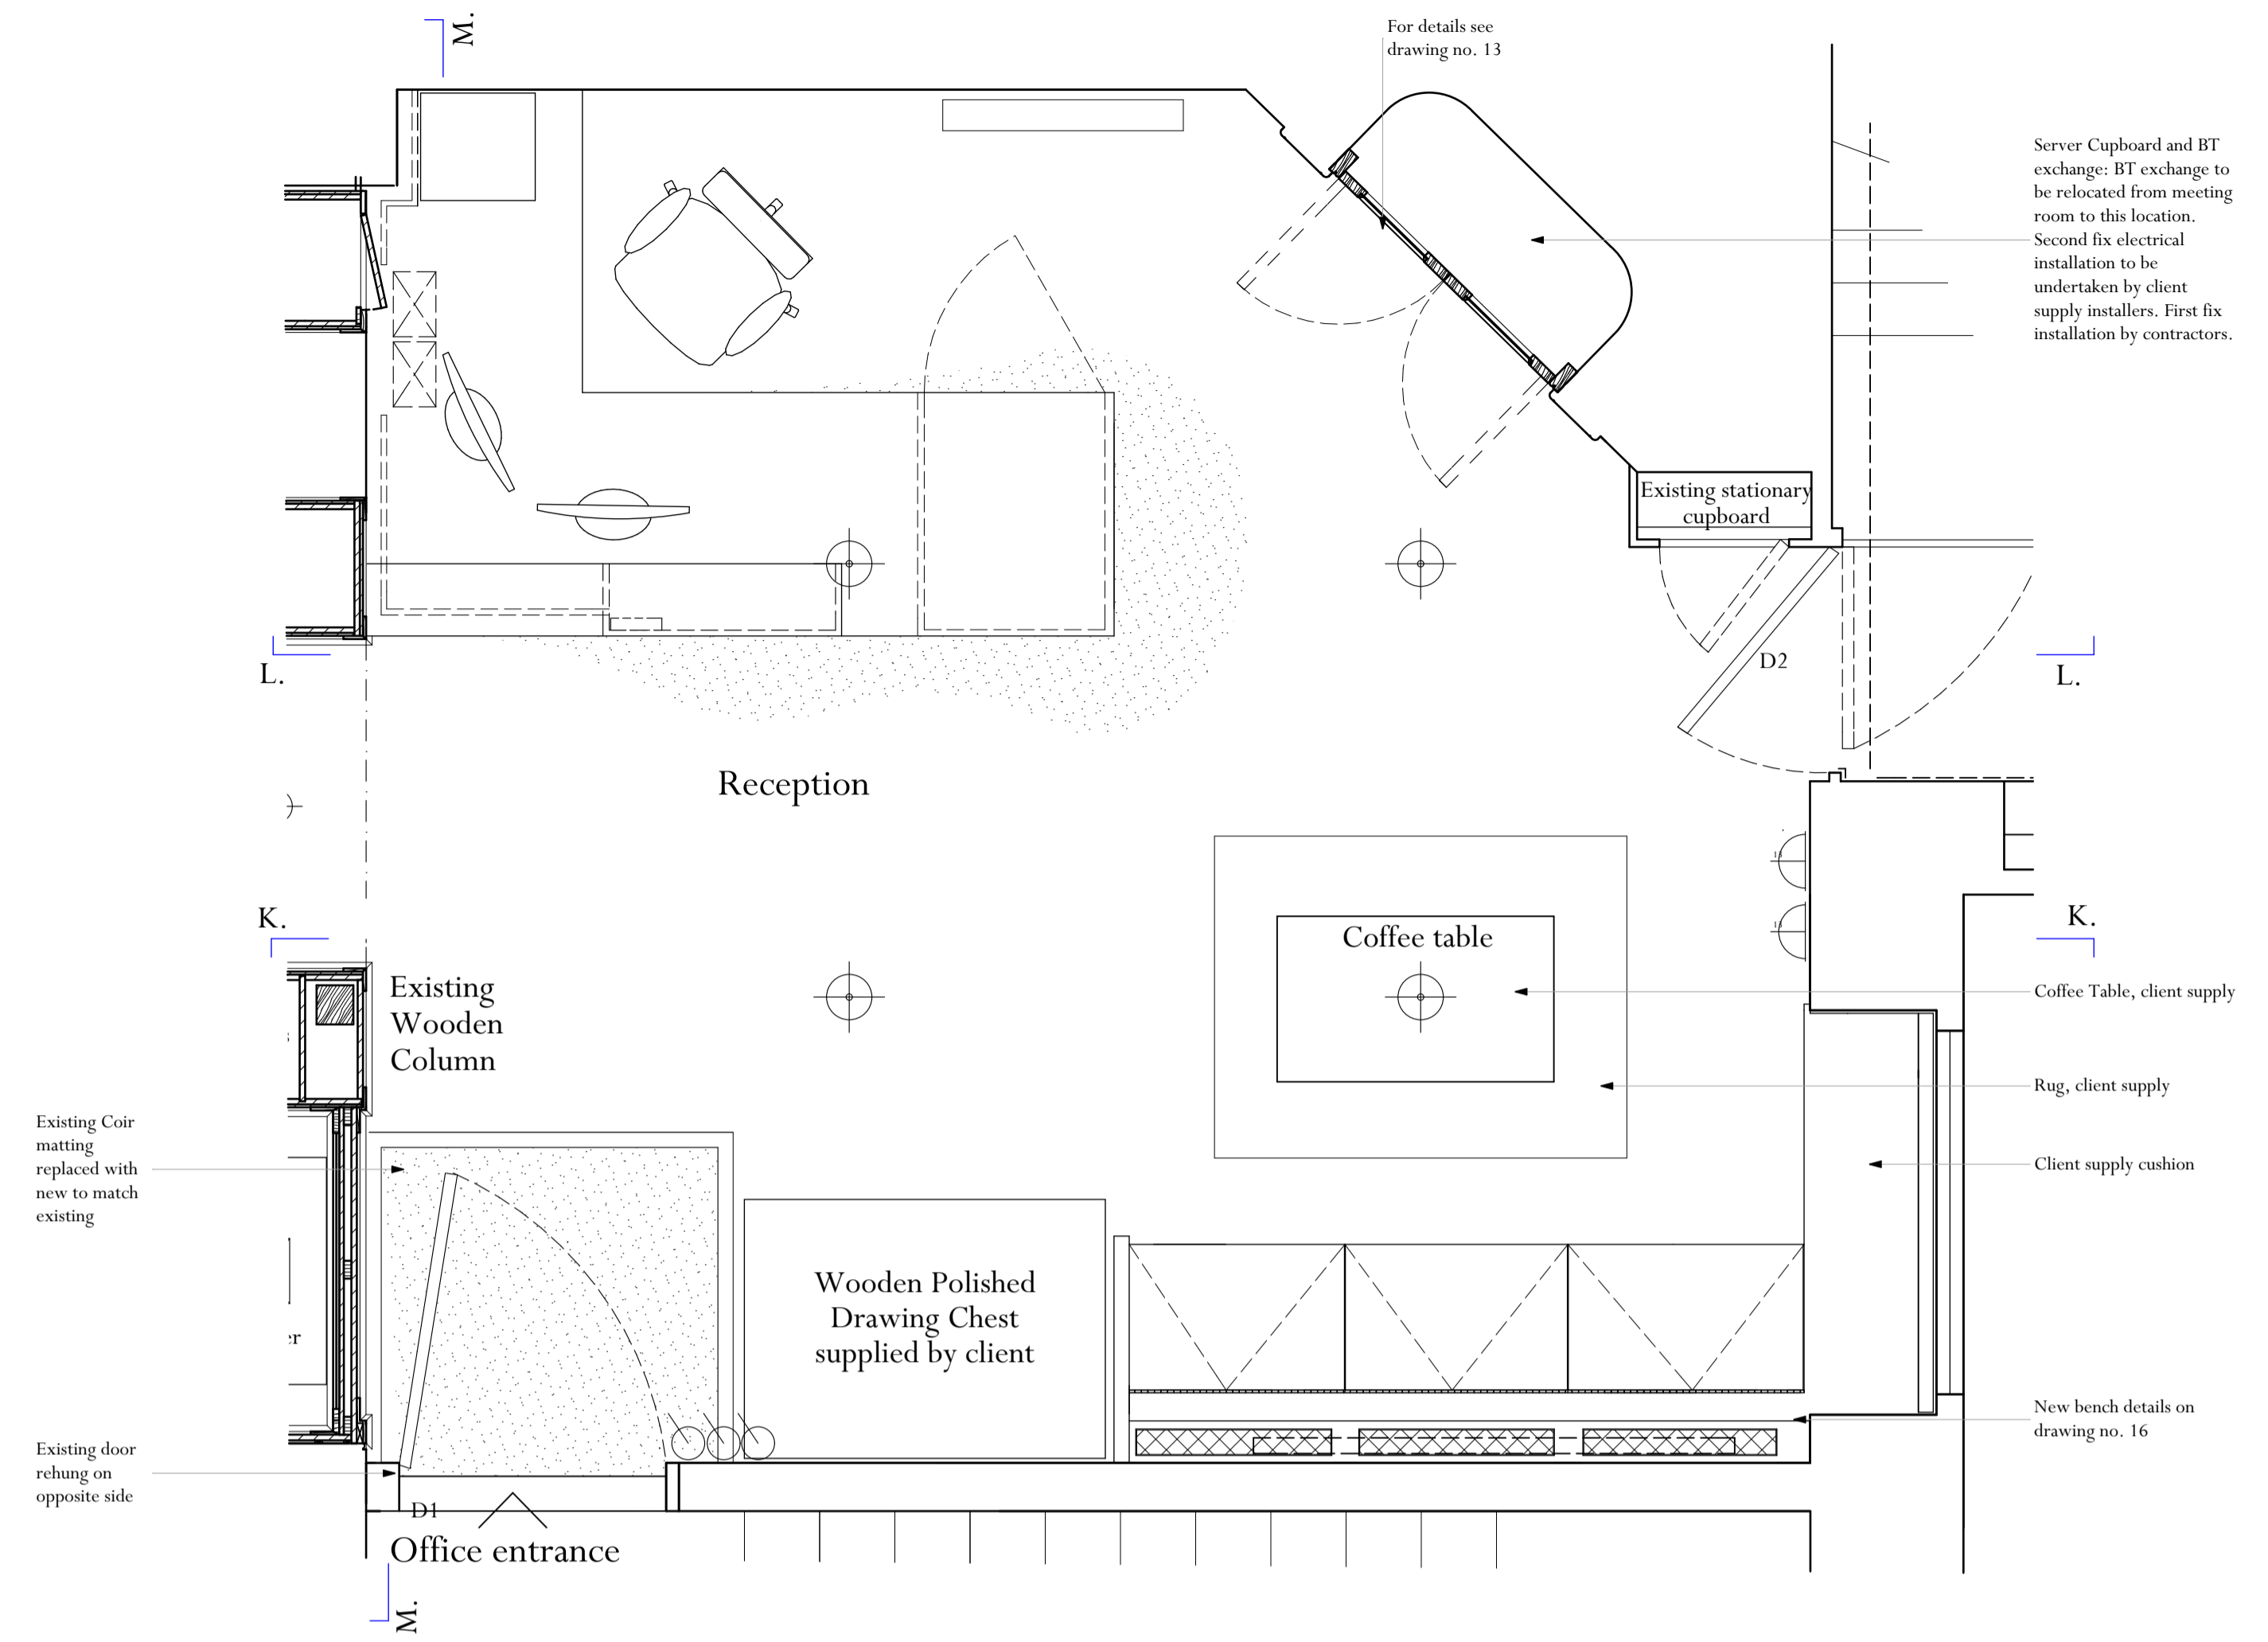 M.
For details see
drawing no. 13
Server Cupboard and BT
exchange: BT exchange to
be relocated from meeting
room to this location.
Second fix electrical
installation to be
undertaken by client
supply installers. First fix
installation by contractors.
Existing stationary
cupboard
D2
L.
L.
Reception
13
13
K.
K.
Coffee table
Coffee Table, client supply
Existing
Wooden
Column
Rug, client supply
Existing Coir
matting
replaced with
new to match
existing
Client supply cushion
Wooden Polished
Drawing Chest
supplied by client
er
New bench details on
drawing no. 16
Existing door
rehung on
opposite side
D1
Office entrance
M.